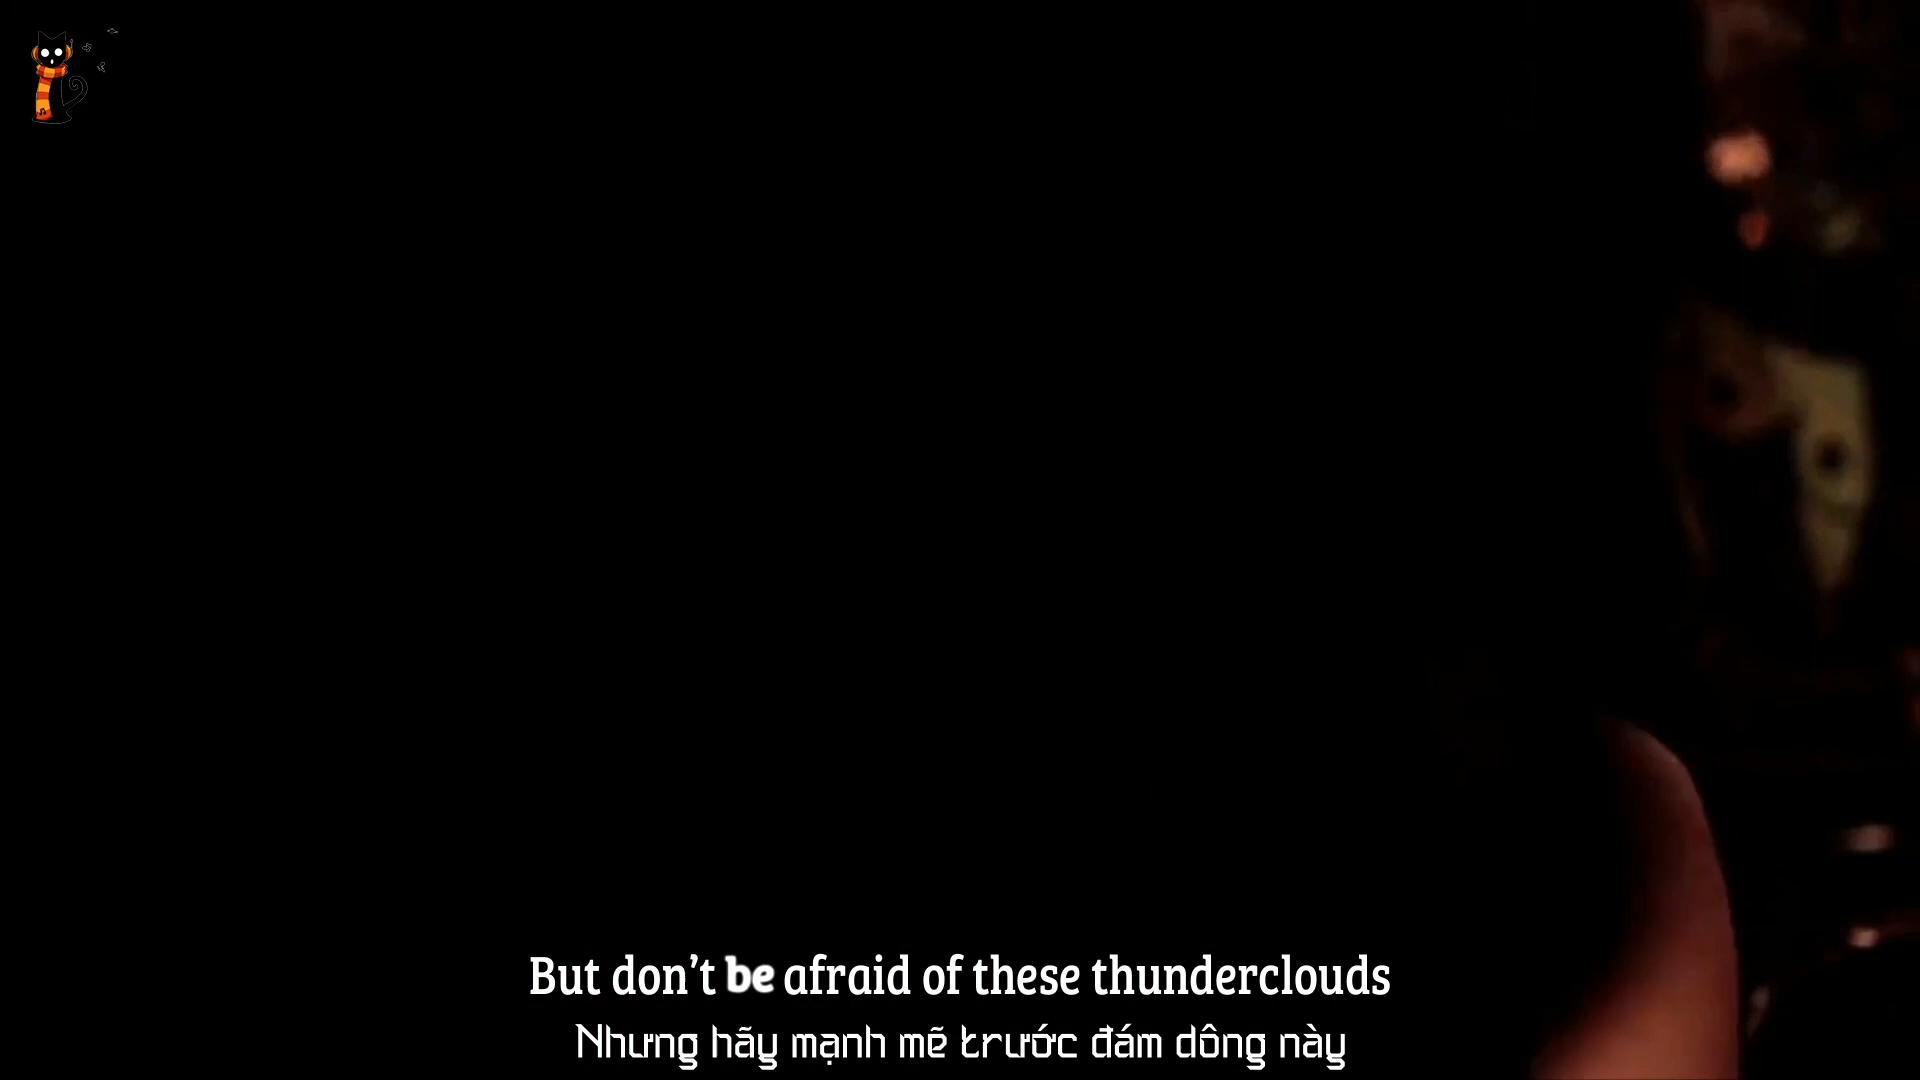 But don’t be afraid of these thunderclouds
Nhưng hãy mạnh mẽ trước đám dông này